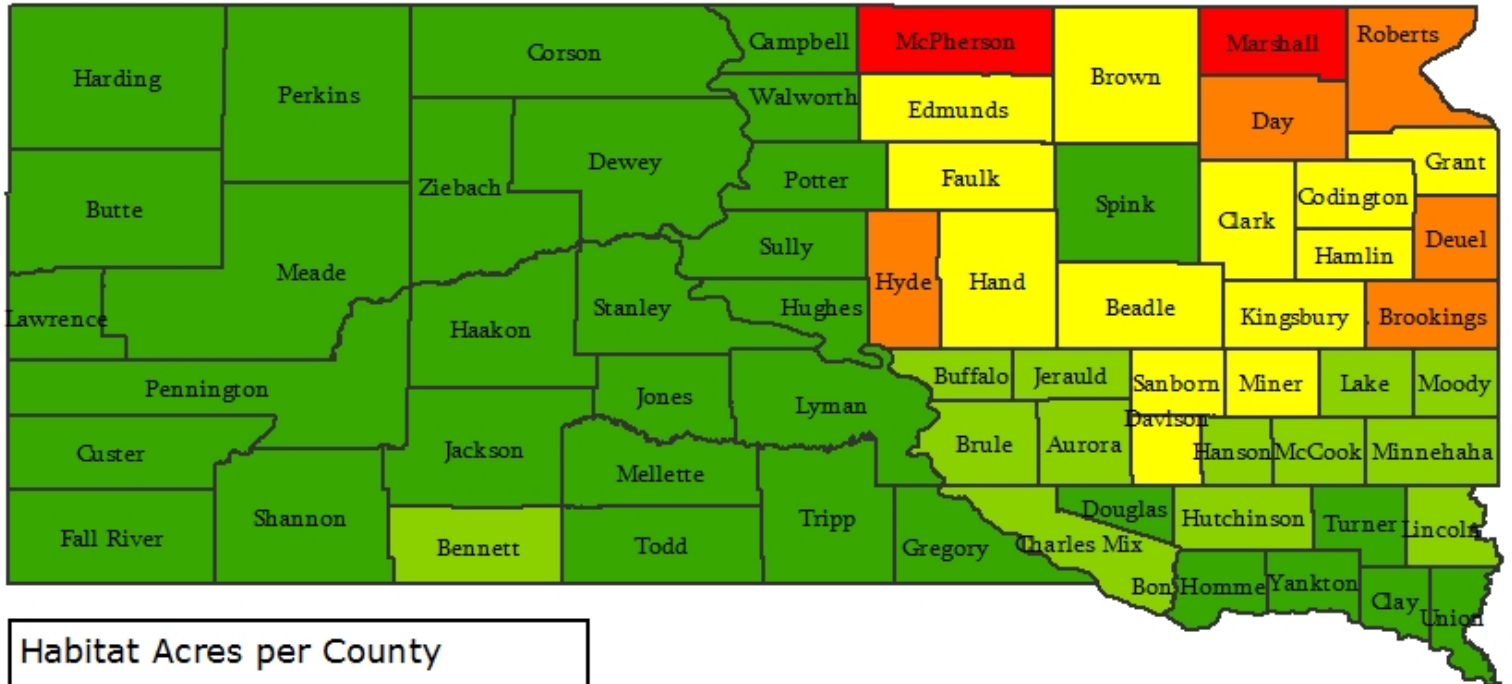 Harding
Perkins
Corson
Campbell
McPherson
Brown
Marshall
Roberts
Walworth
Edmunds
Day
Butte
Ziebach
Dewey
Potter
Faulk
Spink
Clark
Codington
Grant
Meade
Sully
Hyde
Hand
Hamlin
Deuel
Lawrence
Haakon
Stanley
Hughes
Beadle
Kingsbury
Brookings
Pennington
Jones
Lyman
Buffalo
Jerauld
Sanborn
Miner
Lake
Moody
Custer
Jackson
Mellette
Brule
Aurora
Davison
Hanson
McCook
Minnehaha
Fall River
Shannon
Bennett
Todd
Tripp
Gregory
Charles Mix
Douglas
Hutchinson
Turner
Lincoln
Bon Homme
Yankton
Clay
Union
Habitat Acres per County